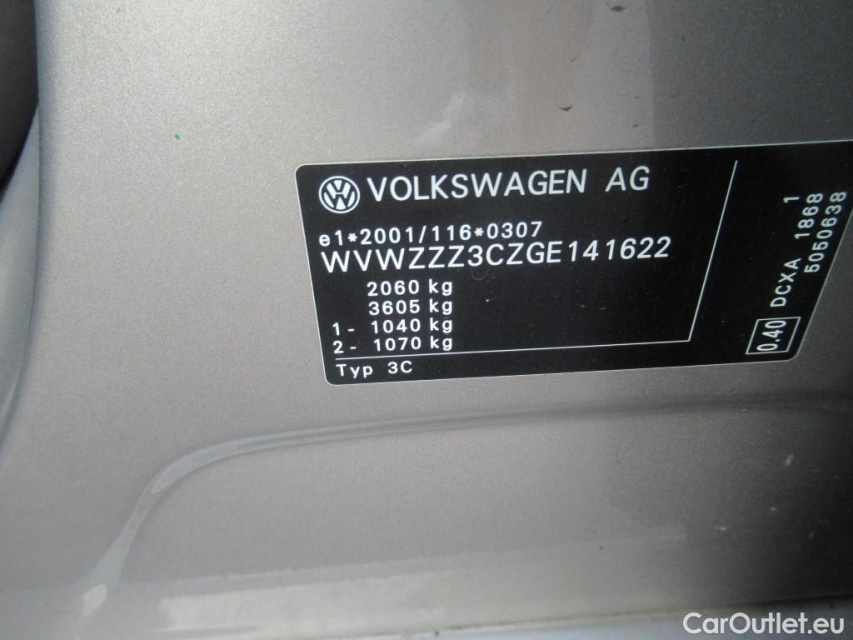 VOLKSWAGEN AG
e1*2001/116*0307
WVWZZZ3CZGE141622
2060 kg
3605 kg
1- 1040 kg
2- 1070 kg
Typ 3C
1
0.40 DCXA 1868
5050638
CarOutlet.eu